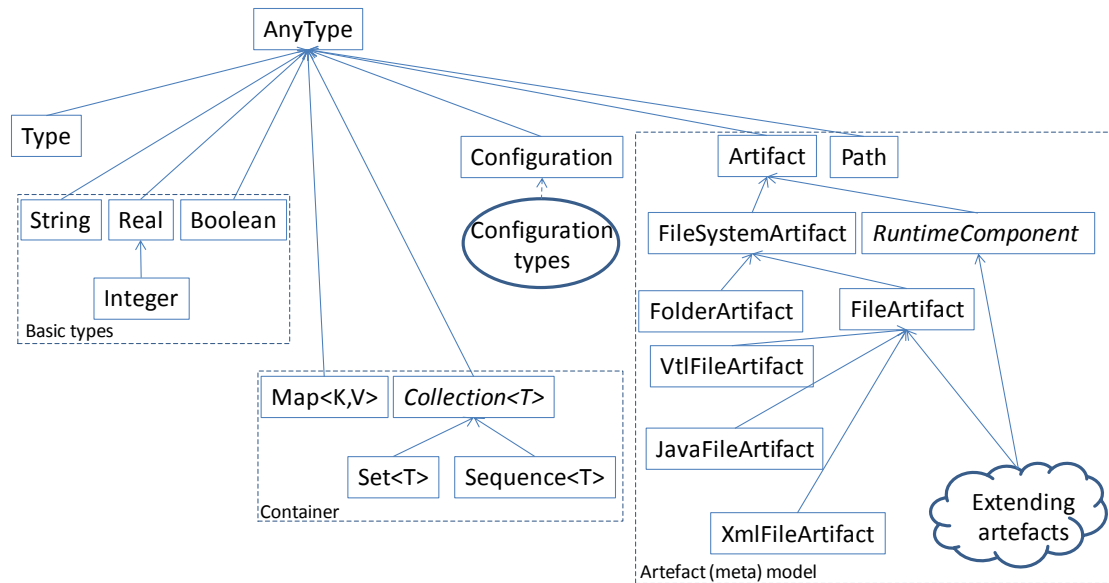 AnyType
Type
Configuration
Artifact
Path
String
Real
Boolean
Configuration
types
FileSystemArtifact
RuntimeComponent
Integer
Basic types
FolderArtifact
FileArtifact
VtlFileArtifact
Map<K,V>
Collection<T>
JavaFileArtifact
Set<T>
Sequence<T>
Container
Extending
artefacts
XmlFileArtifact
Artefact (meta) model